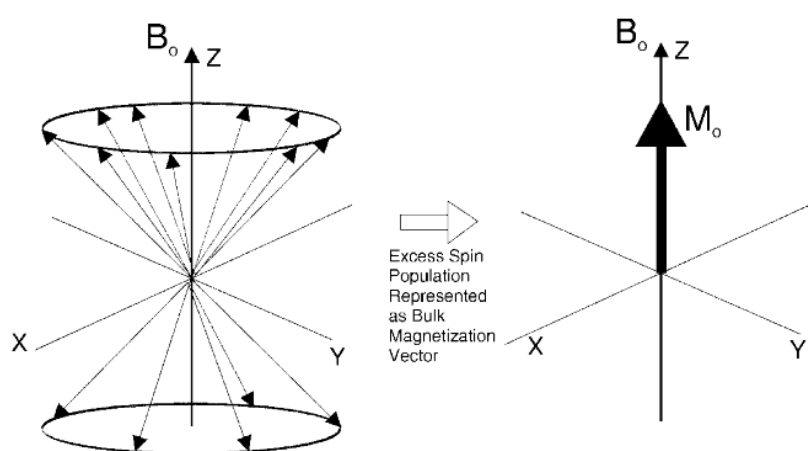 Bo
Z
X
Y
Excess Spin
Population
Represented
as Bulk
Magnetization
Vector
Bo
Z
Mo
X
Y